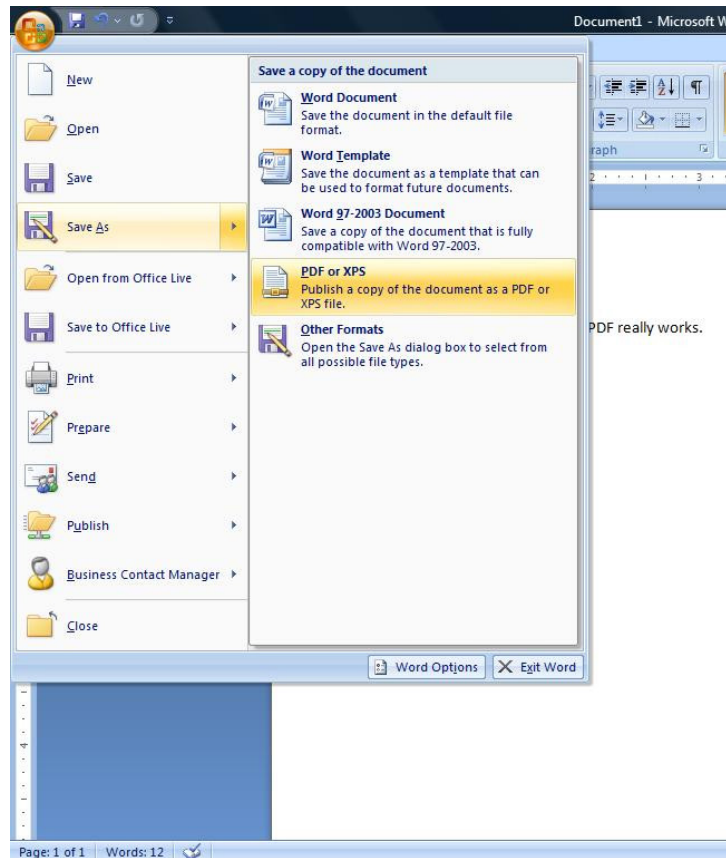 Document1 - Microsoft W
New
Open
Save
Save As
Open from Office Live
Save to Office Live
Print
Prepare
Send
Publish
Business Contact Manager
Close
Save a copy of the document
Word Document
Save the document in the default file
format.
Word Template
Save the document as a template that can
be used to format future documents.
Word 97-2003 Document
Save a copy of the document that is fully
compatible with Word 97-2003.
PDF or XPS
Publish a copy of the document as a PDF or
XPS file.
Other Formats
Open the Save As dialog box to select from
all possible file types.
raph
2 3
PDF really works.
Word Options
Exit Word
4
Page: 1 of 1 Words: 12